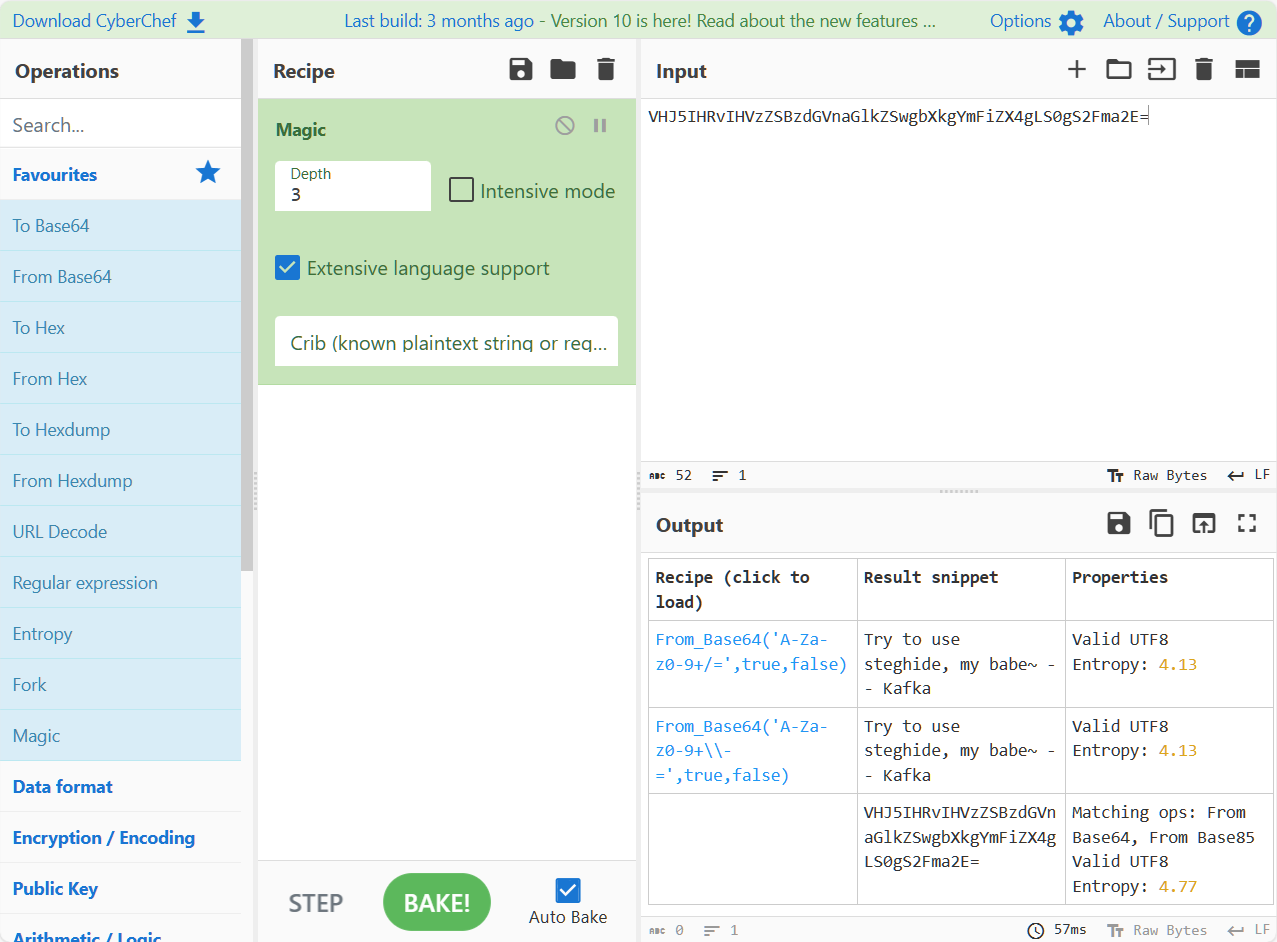 Download CyberChef
Last build: 3 months ago - Version 10 is here! Read about the new features ...
Options
About / Support
Operations
Search...
Favourites
To Base64
From Base64
To Hex
From Hex
To Hexdump
From Hexdump
URL Decode
Regular expression
Entropy
Fork
Magic
Data format
Encryption / Encoding
Public Key
Arithmetic / Logic
Recipe
Magic
Depth
3
Intensive mode
Extensive language support
Crib (known plaintext string or reg...
STEP
BAKE!
Auto Bake
Input
VHJ5IHRvIHVzZSBzdGVnaGlkZSwgbXkgYmFiZX4gLS0gS2Fma2E=
ABC 52
1
Tт Raw Bytes
LF
Output
Recipe (click to
load)
Result snippet
Properties
From_Base64('A-Za-
z0-9+/=',true,false)
Try to use
steghide, my babe~ -
- Kafka
Valid UTF8
Entropy: 4.13
From_Base64('A-Za-
z0-9+\\-
=',true,false)
Try to use
steghide, my babe~ -
- Kafka
Valid UTF8
Entropy: 4.13
VHJ5IHRvIHVzZSBzdGVn
aGlkZSwgbXkgYmFiZX4g
LS0gS2Fma2E=
Matching ops: From
Base64, From Base85
Valid UTF8
Entropy: 4.77
ABC 0
1
57ms
Tт Raw Bytes
LF